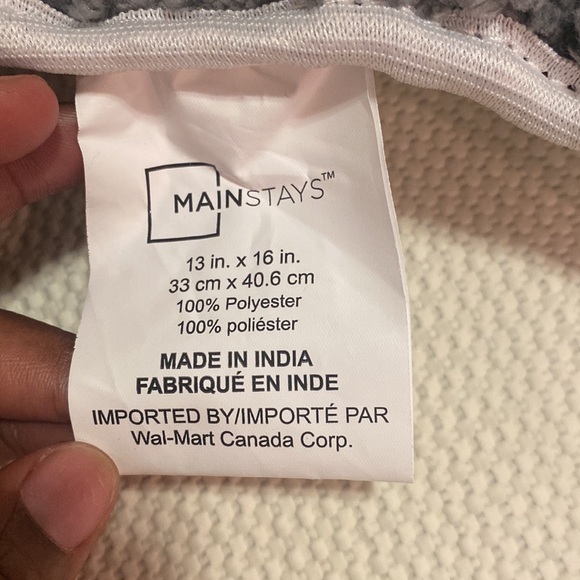 MAINSTAYS™
13 in. x 16 in.
33 cm x 40.6 cm
100% Polyester
100% poliéster
MADE IN INDIA
FABRIQUÉ EN INDE
IMPORTED BY/IMPORTÉ PAR
Wal-Mart Canada Corp.